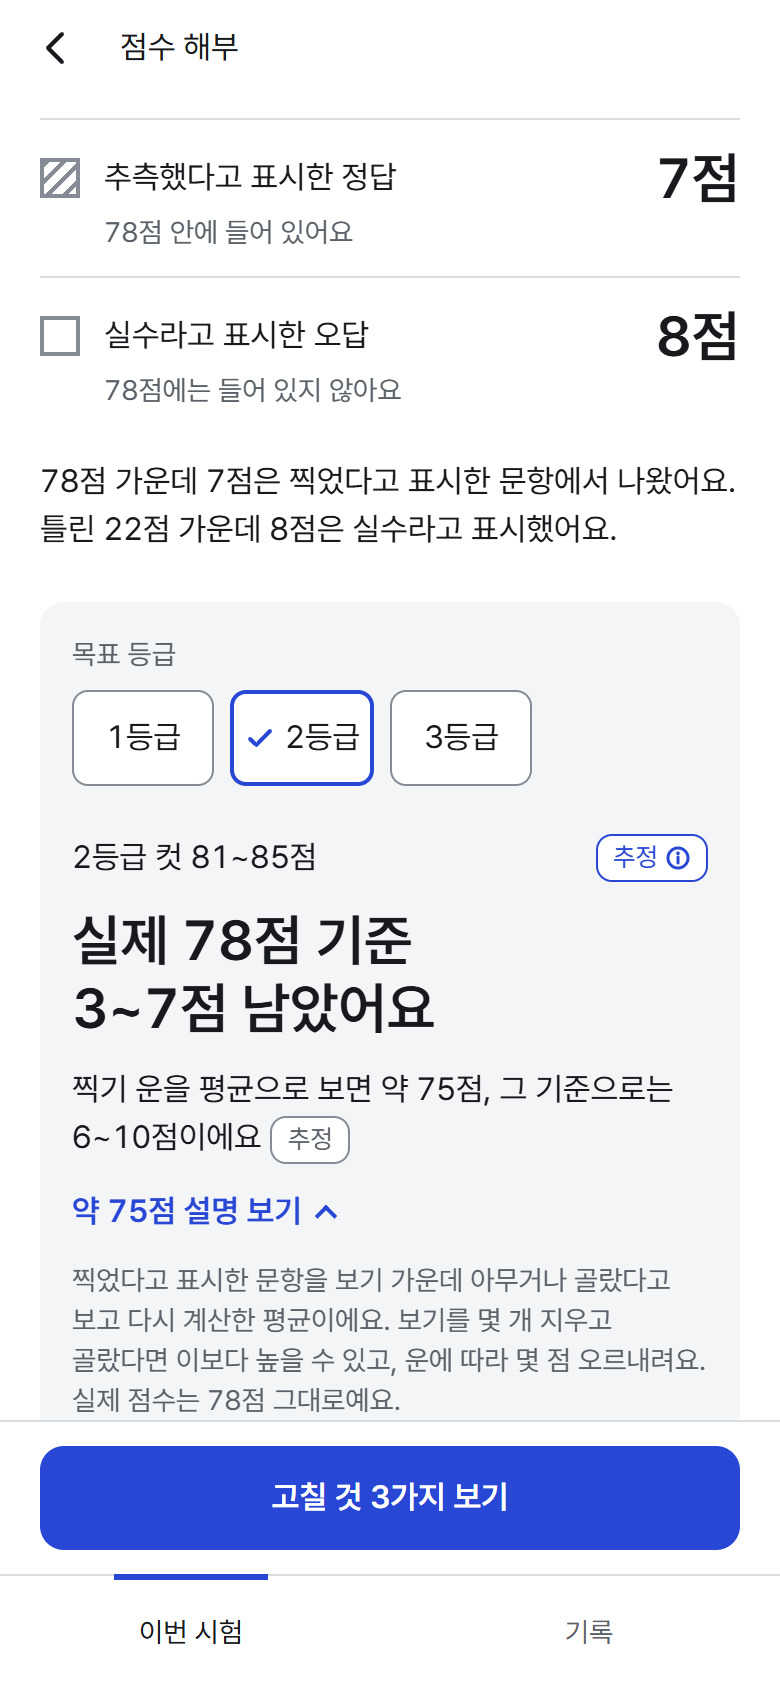 점수 해부
추측했다고 표시한 정답
7점
78점 안에 들어 있어요
실수라고 표시한 오답
8점
78점에는 들어 있지 않아요
78점 가운데 7점은 찍었다고 표시한 문항에서 나왔어요.
틀린 22점 가운데 8점은 실수라고 표시했어요.
목표 등급
1등급
2등급
3등급
2등급 컷 81~85점
추정
실제 78점 기준
3~7점 남았어요
찍기 운을 평균으로 보면 약 75점, 그 기준으로는
6~10점이에요 추정
약 75점 설명 보기
찍었다고 표시한 문항을 보기 가운데 아무거나 골랐다고
보고 다시 계산한 평균이에요. 보기를 몇 개 지우고
골랐다면 이보다 높을 수 있고, 운에 따라 몇 점 오르내려요.
실제 점수는 78점 그대로예요.
고칠 것 3가지 보기
이번 시험
기록